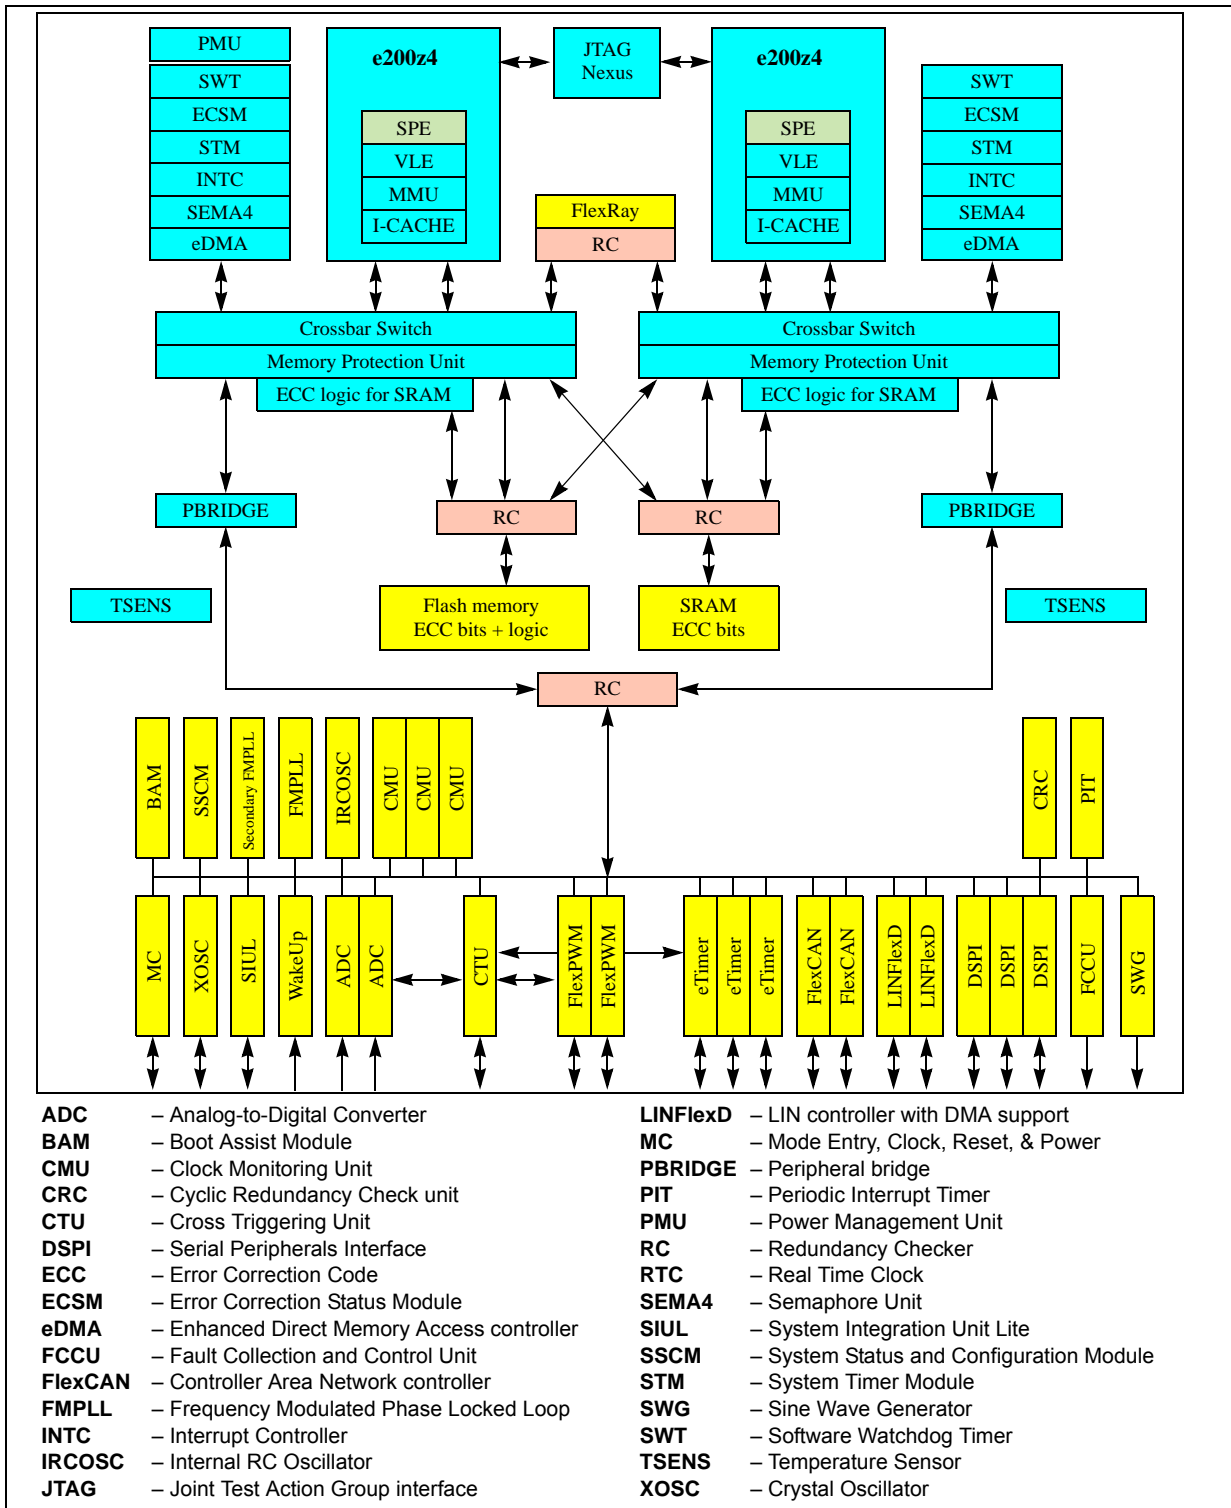 PMU
SWT
ECSM
STM
INTC
SEMA4
eDMA
e200z4
SPE
VLE
MMU
I-CACHE
JTAG
Nexus
FlexRay
RC
e200z4
SPE
VLE
MMU
I-CACHE
SWT
ECSM
STM
INTC
SEMA4
eDMA
Crossbar Switch
Memory Protection Unit
ECC logic for SRAM
Crossbar Switch
Memory Protection Unit
ECC logic for SRAM
PBRIDGE
RC
RC
PBRIDGE
TSENS
Flash memory
ECC bits + logic
SRAM
ECC bits
TSENS
RC
BAM
SSCM
Secondary FMPLL
FMPLL
IRCOSC
CMU
CMU
CMU
CRC
PIT
MC
XOSC
SIUL
WakeUp
ADC
ADC
CTU
FlexPWM
FlexPWM
eTimer
eTimer
eTimer
FlexCAN
FlexCAN
LINFlexD
LINFlexD
DSPI
DSPI
DSPI
FCCU
SWG
ADC – Analog-to-Digital Converter
BAM – Boot Assist Module
CMU – Clock Monitoring Unit
CRC – Cyclic Redundancy Check unit
CTU – Cross Triggering Unit
DSPI – Serial Peripherals Interface
ECC – Error Correction Code
ECSM – Error Correction Status Module
eDMA – Enhanced Direct Memory Access controller
FCCU – Fault Collection and Control Unit
FlexCAN – Controller Area Network controller
FMPLL – Frequency Modulated Phase Locked Loop
INTC – Interrupt Controller
IRCOSC – Internal RC Oscillator
JTAG – Joint Test Action Group interface
LINFlexD – LIN controller with DMA support
MC – Mode Entry, Clock, Reset, & Power
PBRIDGE – Peripheral bridge
PIT – Periodic Interrupt Timer
PMU – Power Management Unit
RC – Redundancy Checker
RTC – Real Time Clock
SEMA4 – Semaphore Unit
SIUL – System Integration Unit Lite
SSCM – System Status and Configuration Module
STM – System Timer Module
SWG – Sine Wave Generator
SWT – Software Watchdog Timer
TSENS – Temperature Sensor
XOSC – Crystal Oscillator